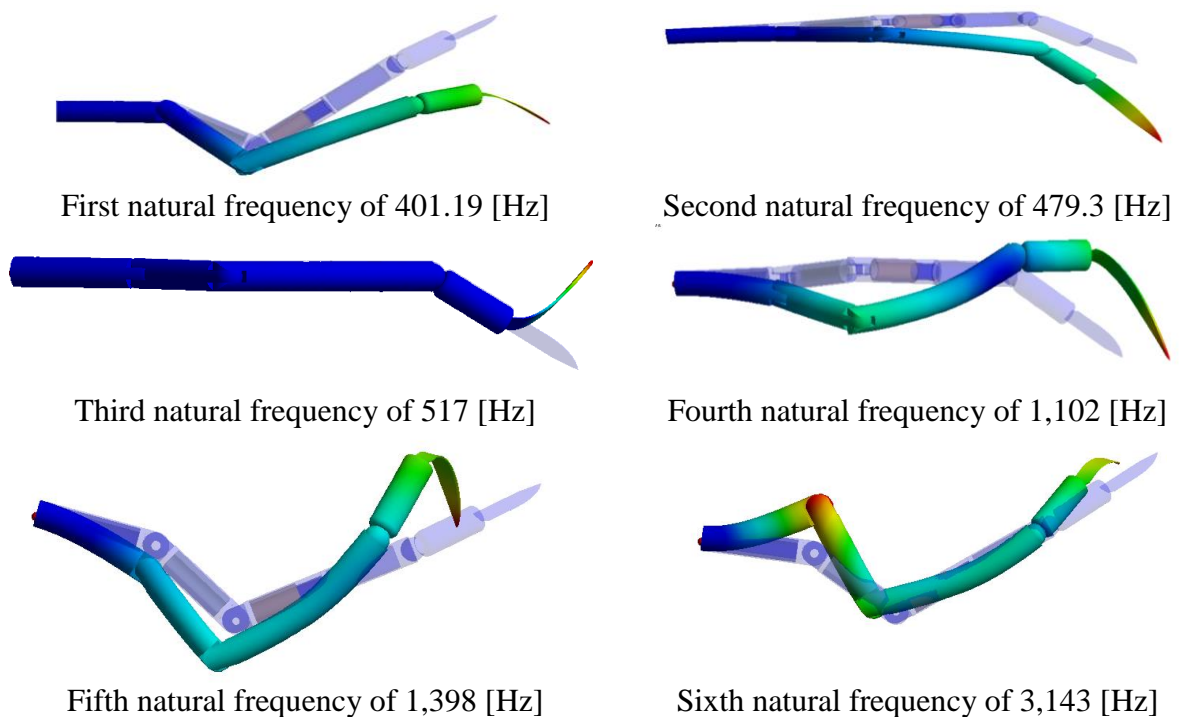 First natural frequency of 401.19 [Hz]
Second natural frequency of 479.3 [Hz]
Third natural frequency of 517 [Hz]
Fourth natural frequency of 1,102 [Hz]
Fifth natural frequency of 1,398 [Hz]
Sixth natural frequency of 3,143 [Hz]